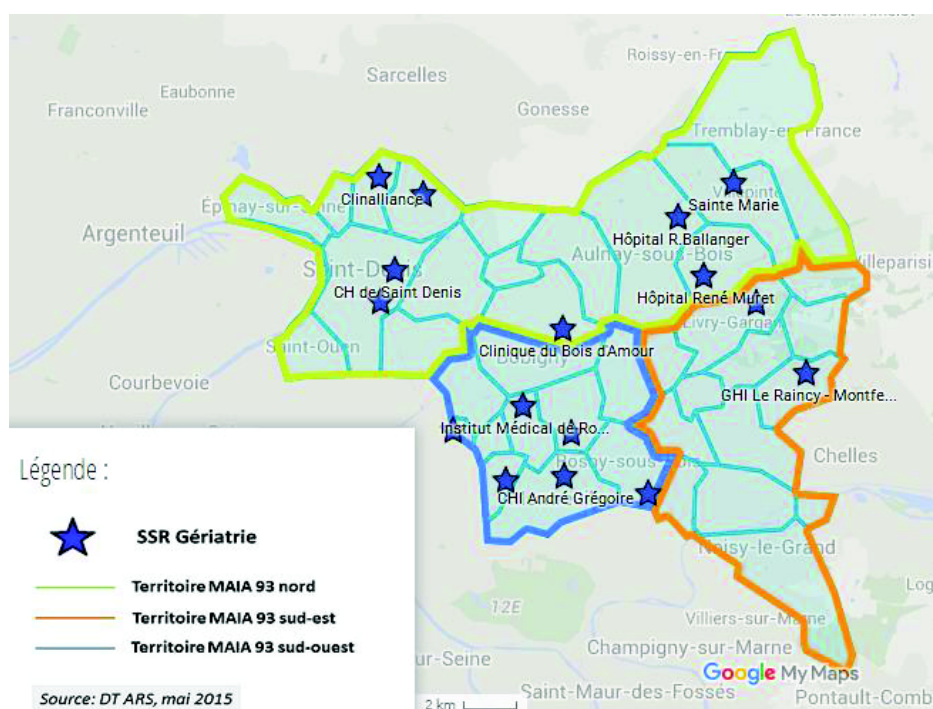 Roissy-en-Fr
Sarcelles
Eaubonne
Franconville
Gonesse
Tremblay-en-France
Villepinte
Clinalliance
Sainte Marie
Épinay-sur-Seine
Argenteuil
Hôpital R.Ballanger
Aulnay-sous-Bois
Villeparisi
Saint-Denis
CH de Saint Denis
Hôpital René Muret
Livry-Gargan
Saint-Ouen
Clinique du Bois d'Amour
Bobigny
Courbevoie
GHI Le Raincy - Montfe...
Institut Médical de Ro...
Rosny-sous-Bois
Chelles
CHI André Grégoire
Noisy-le-Grand
Log
12E
Villiers-sur-Marne
Champigny-sur-Marne
ur-Seine
Google My Maps
Saint-Maur-des-Fossés
Pontault-Comb
2 km
Légende :
SSR Gériatrie
Territoire MAIA 93 nord
Territoire MAIA 93 sud-est
Territoire MAIA 93 sud-ouest
Source: DT ARS, mai 2015